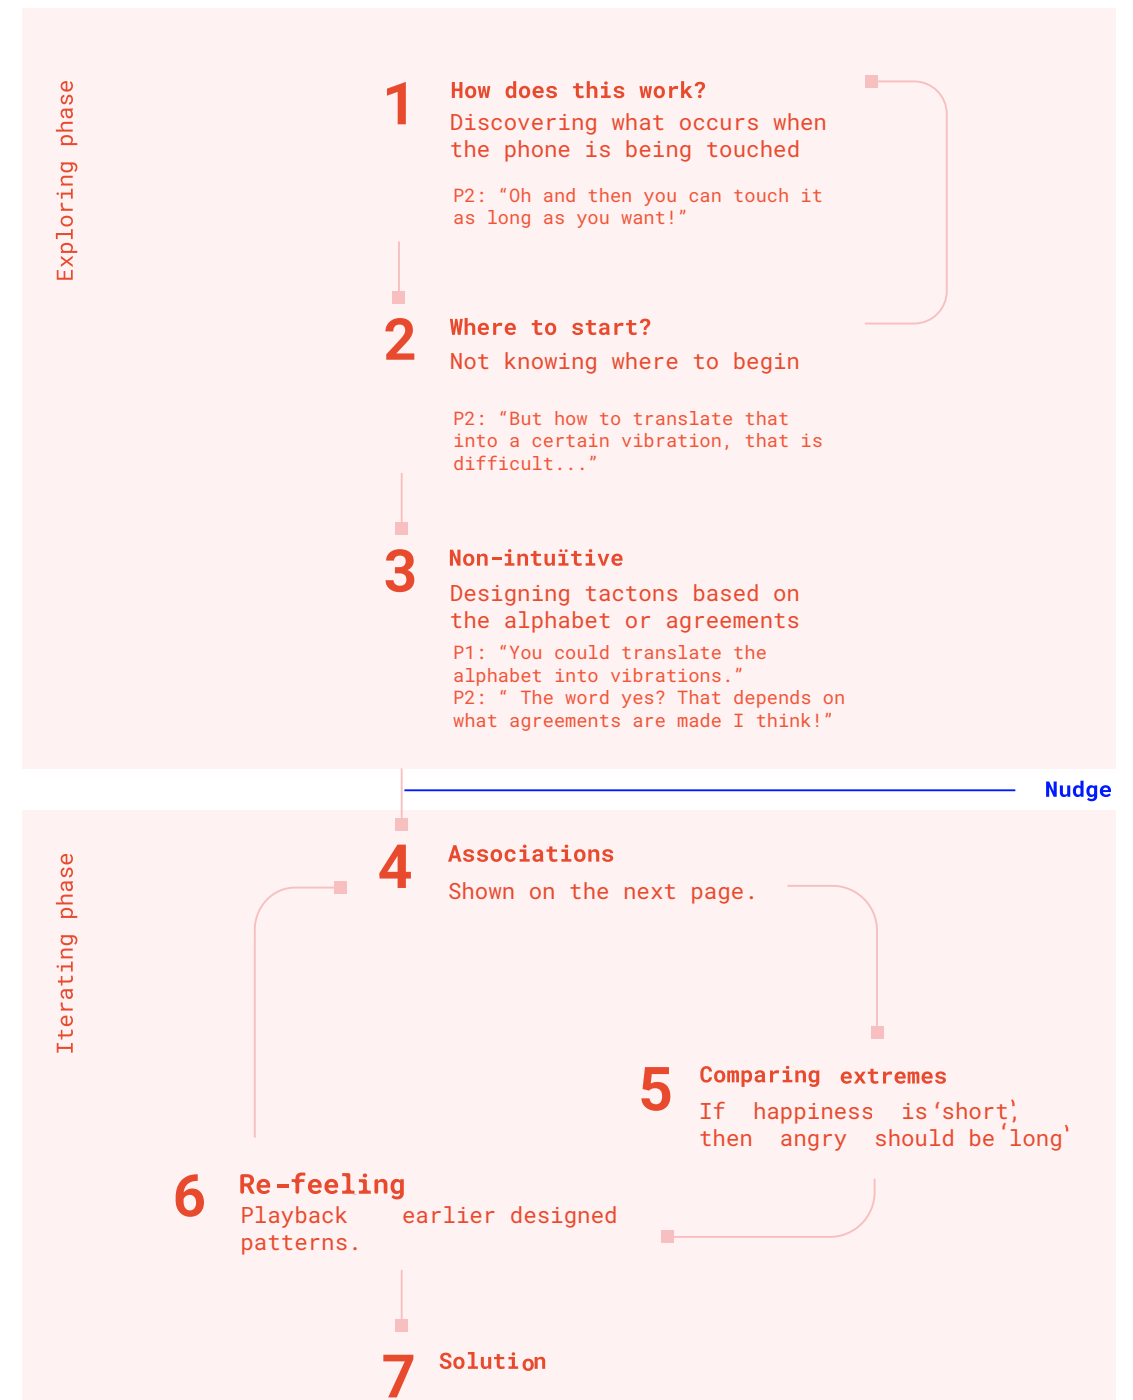 Exploring phase
1
How does this work?
Discovering what occurs when
the phone is being touched
P2: “Oh and then you can touch it
as long as you want!”
2
Where to start?
Not knowing where to begin
P2: “But how to translate that
into a certain vibration, that is
difficult...”
3
Non-intuïtive
Designing tactons based on
the alphabet or agreements
P1: “You could translate the
alphabet into vibrations.”
P2: “ The word yes? That depends on
what agreements are made I think!”
Nudge
Iterating phase
4
Associations
Shown on the next page.
5
Comparing extremes
If happiness is ‘short‵,
then angry should be ‘long‵
6
Re-feeling
Playback earlier designed
patterns.
7
Solution